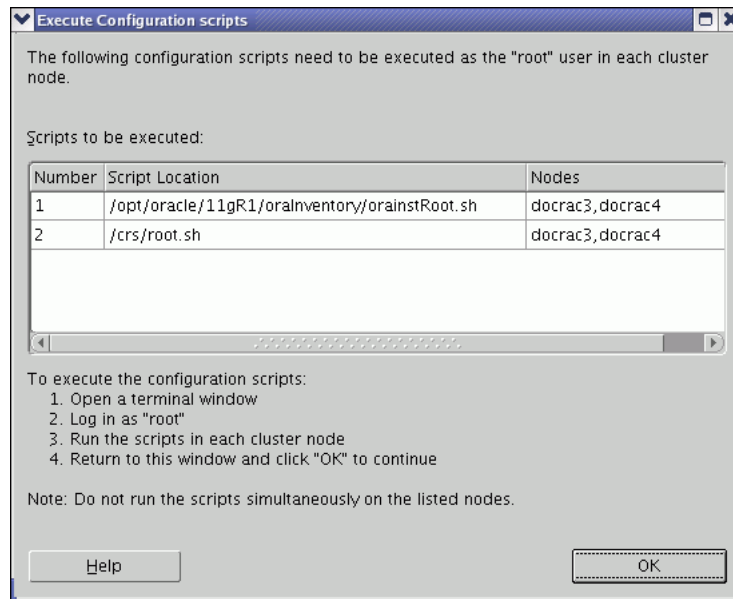 Execute Configuration scripts
The following configuration scripts need to be executed as the "root" user in each cluster
node.
Scripts to be executed:
Number Script Location Nodes
1 /opt/oracle/11gR1/oraInventory/orainstRoot.sh docrac3,docrac4
2 /crs/root.sh docrac3,docrac4
To execute the configuration scripts:
1. Open a terminal window
2. Log in as "root"
3. Run the scripts in each cluster node
4. Return to this window and click "OK" to continue
Note: Do not run the scripts simultaneously on the listed nodes.
Help OK